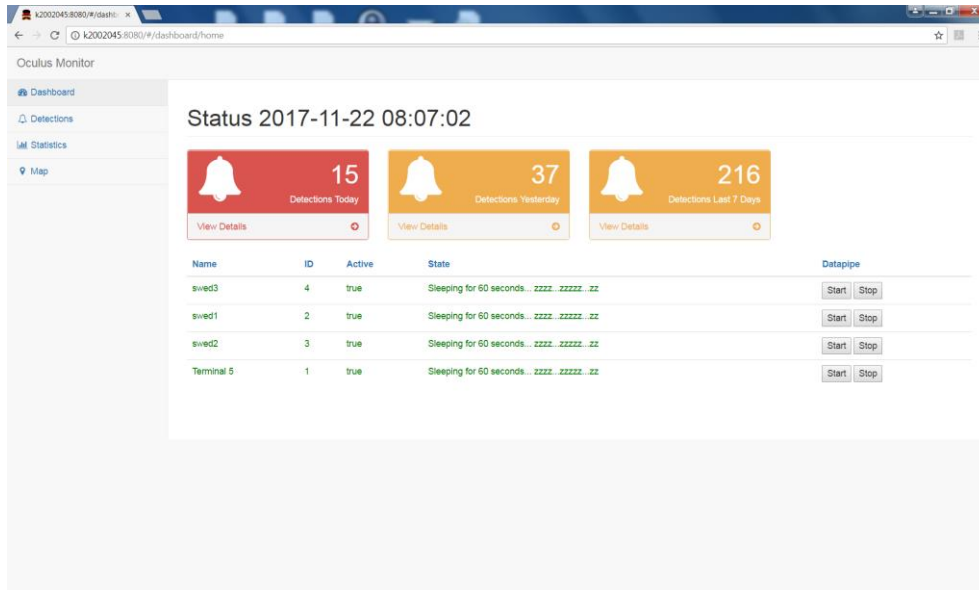 k2002045:8080/#/dashb
k2002045:8080/#/dashboard/home
Oculus Monitor
Dashboard
Detections
Statistics
Map
Status 2017-11-22 08:07:02
15
Detections Today
View Details
37
Detections Yesterday
View Details
216
Detections Last 7 Days
View Details
Name ID Active State Datapipe
swed3 4 true Sleeping for 60 seconds... zzzz...zzzzz...zz Start Stop
swed1 2 true Sleeping for 60 seconds... zzzz...zzzzz...zz Start Stop
swed2 3 true Sleeping for 60 seconds... zzzz...zzzzz...zz Start Stop
Terminal 5 1 true Sleeping for 60 seconds... zzzz...zzzzz...zz Start Stop